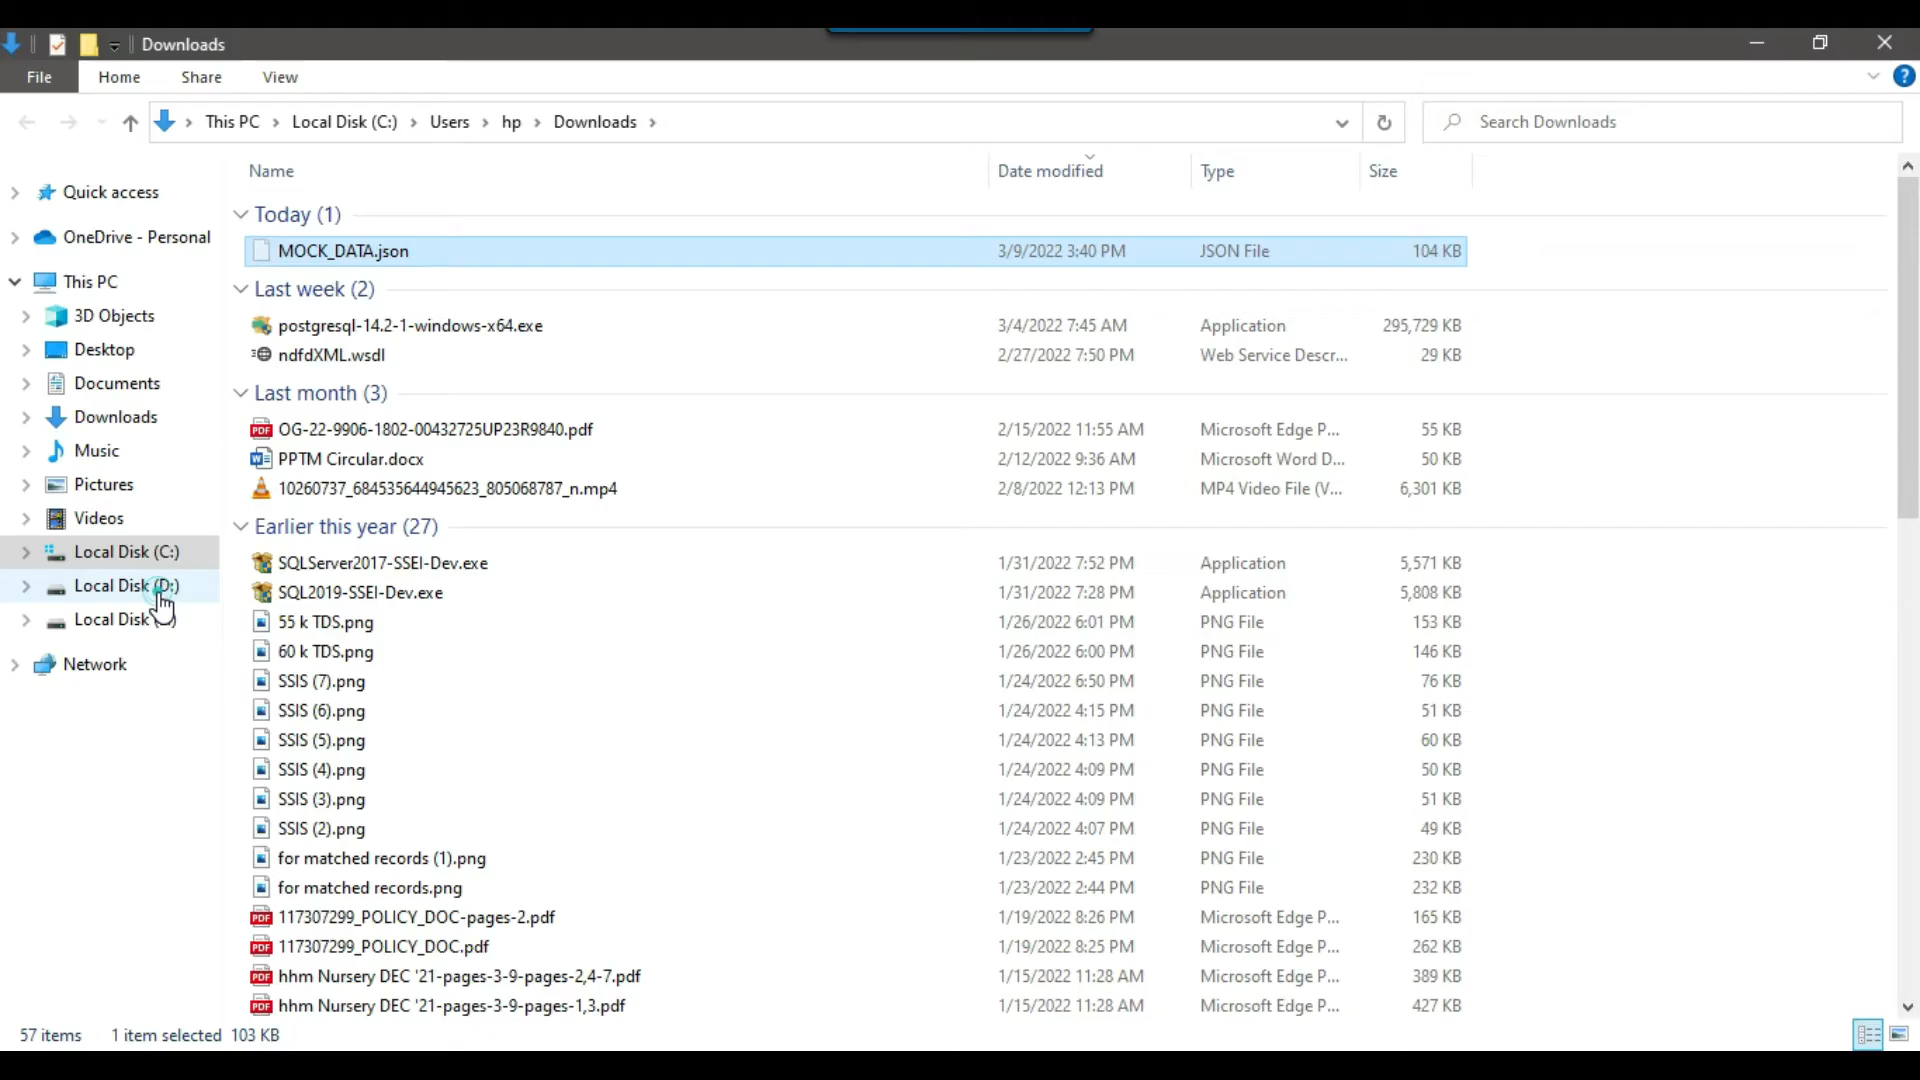 Downloads
File Home Share View
This PC Local Disk (C:) Users hp Downloads Search Downloads
Name Date modified Type Size
Quick access
OneDrive - Personal
This PC
3D Objects
Desktop
Documents
Downloads
Music
Pictures
Videos
Local Disk (C:)
Local Disk (D:)
Local Disk
Network
Today (1)
MOCK_DATA.json 3/9/2022 3:40 PM JSON File 104 KB
Last week (2)
postgresql-14.2-1-windows-x64.exe 3/4/2022 7:45 AM Application 295,729 KB
ndfdXML.wsdl 2/27/2022 7:50 PM Web Service Descr... 29 KB
Last month (3)
OG-22-9906-1802-00432725UP23R9840.pdf 2/15/2022 11:55 AM Microsoft Edge P... 55 KB
PPTM Circular.docx 2/12/2022 9:36 AM Microsoft Word D... 50 KB
10260737_684535644945623_805068787_n.mp4 2/8/2022 12:13 PM MP4 Video File (V... 6,301 KB
Earlier this year (27)
SQLServer2017-SSEI-Dev.exe 1/31/2022 7:52 PM Application 5,571 KB
SQL2019-SSEI-Dev.exe 1/31/2022 7:28 PM Application 5,808 KB
55 k TDS.png 1/26/2022 6:01 PM PNG File 153 KB
60 k TDS.png 1/26/2022 6:00 PM PNG File 146 KB
SSIS (7).png 1/24/2022 6:50 PM PNG File 76 KB
SSIS (6).png 1/24/2022 4:15 PM PNG File 51 KB
SSIS (5).png 1/24/2022 4:13 PM PNG File 60 KB
SSIS (4).png 1/24/2022 4:09 PM PNG File 50 KB
SSIS (3).png 1/24/2022 4:09 PM PNG File 51 KB
SSIS (2).png 1/24/2022 4:07 PM PNG File 49 KB
for matched records (1).png 1/23/2022 2:45 PM PNG File 230 KB
for matched records.png 1/23/2022 2:44 PM PNG File 232 KB
117307299_POLICY_DOC-pages-2.pdf 1/19/2022 8:26 PM Microsoft Edge P... 165 KB
117307299_POLICY_DOC.pdf 1/19/2022 8:25 PM Microsoft Edge P... 262 KB
hhm Nursery DEC '21-pages-3-9-pages-2,4-7.pdf 1/15/2022 11:28 AM Microsoft Edge P... 389 KB
hhm Nursery DEC '21-pages-3-9-pages-1,3.pdf 1/15/2022 11:28 AM Microsoft Edge P... 427 KB
57 items 1 item selected 103 KB